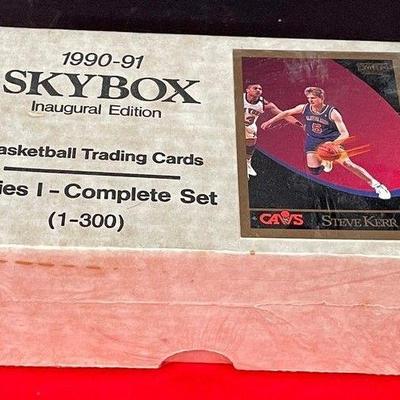 1990-91
SKYBOX
Inaugural Edition
asketball Trading Cards
ies I - Complete Set
(1-300)
CAVS
STEVE KERR